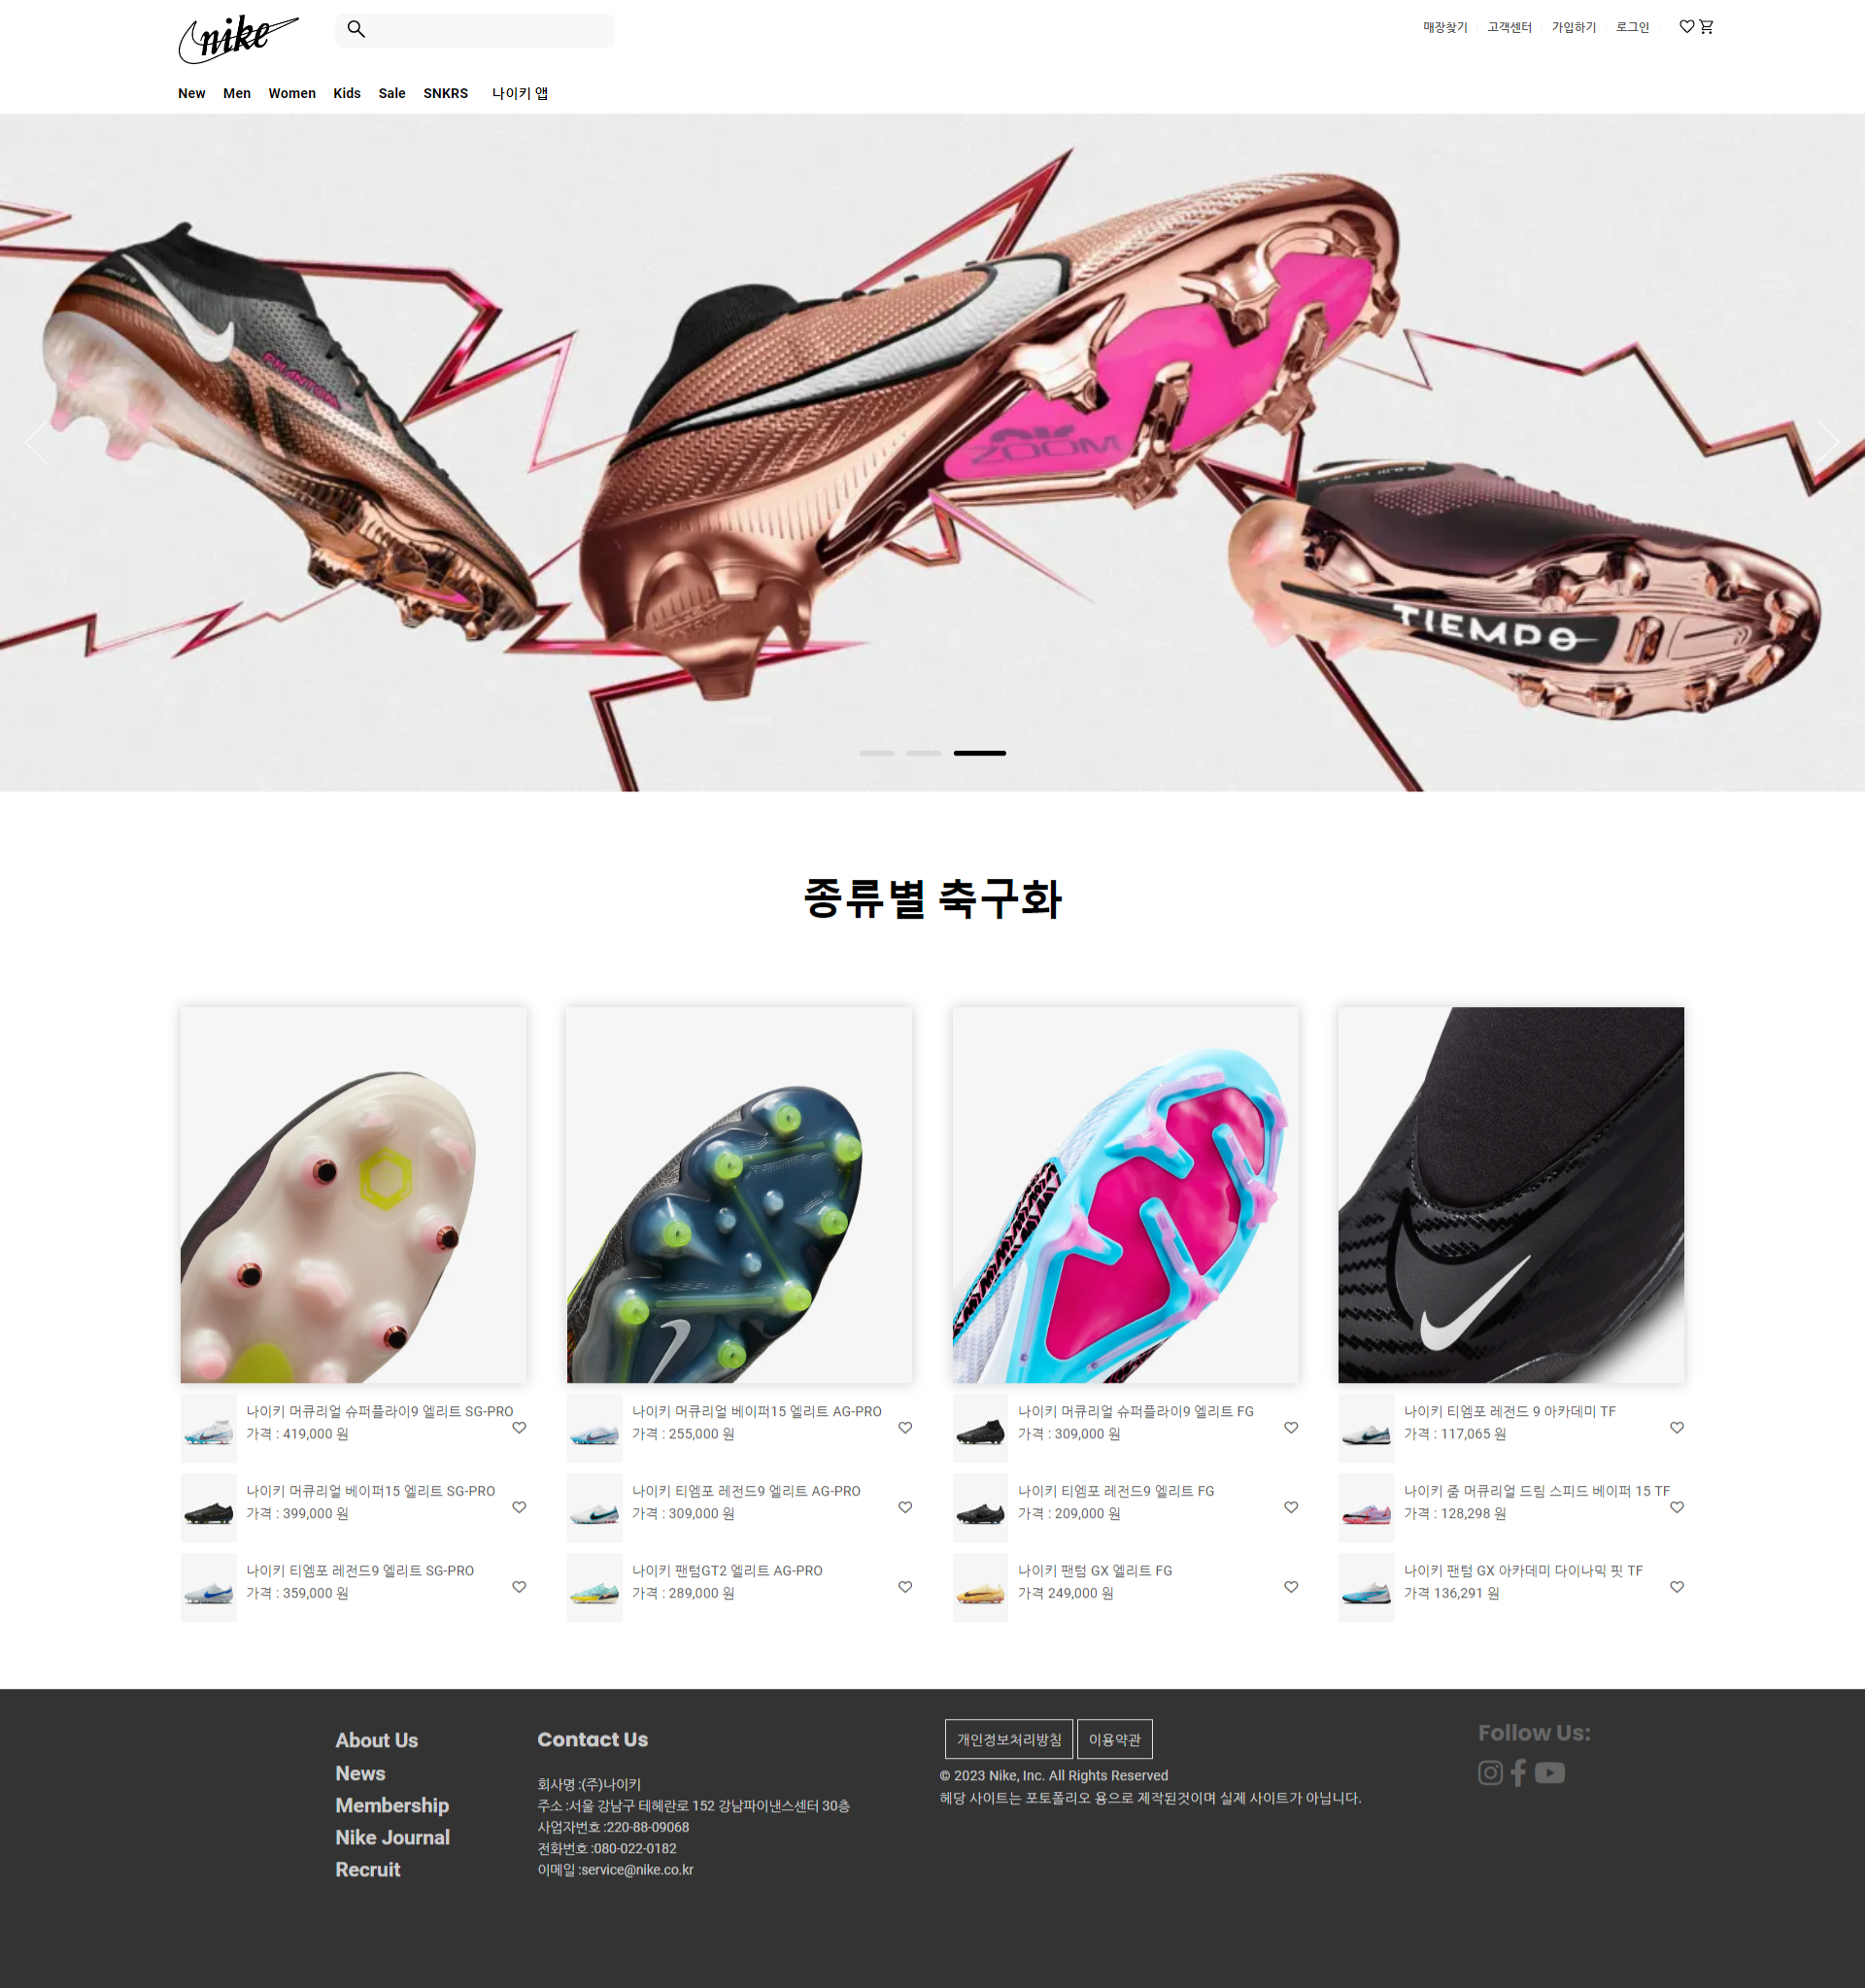 nike
매장찾기 고객센터 가입하기 로그인
New Men Women Kids Sale SNKRS 나이키 앱
PHANTOM
ZOOM
TIEMPO
종류별 축구화
나이키 머큐리얼 슈퍼플라이9 엘리트 SG-PRO
가격 : 419,000 원
나이키 머큐리얼 베이퍼15 엘리트 SG-PRO
가격 : 399,000 원
나이키 티엠포 레전드9 엘리트 SG-PRO
가격 : 359,000 원
나이키 머큐리얼 베이퍼15 엘리트 AG-PRO
가격 : 255,000 원
나이키 티엠포 레전드9 엘리트 AG-PRO
가격 : 309,000 원
나이키 팬텀GT2 엘리트 AG-PRO
가격 : 289,000 원
나이키 머큐리얼 슈퍼플라이9 엘리트 FG
가격 : 309,000 원
나이키 티엠포 레전드9 엘리트 FG
가격 : 209,000 원
나이키 팬텀 GX 엘리트 FG
가격 249,000 원
나이키 티엠포 레전드 9 아카데미 TF
가격 : 117,065 원
나이키 줌 머큐리얼 드림 스피드 베이퍼 15 TF
가격 : 128,298 원
나이키 팬텀 GX 아카데미 다이나믹 핏 TF
가격 136,291 원
About Us
News
Membership
Nike Journal
Recruit
Contact Us
회사명 :(주)나이키
주소 :서울 강남구 테헤란로 152 강남파이낸스센터 30층
사업자번호 :220-88-09068
전화번호 :080-022-0182
이메일 :service@nike.co.kr
개인정보처리방침 이용약관
© 2023 Nike, Inc. All Rights Reserved
헤당 사이트는 포토폴리오 용으로 제작된것이며 실제 사이트가 아닙니다.
Follow Us: